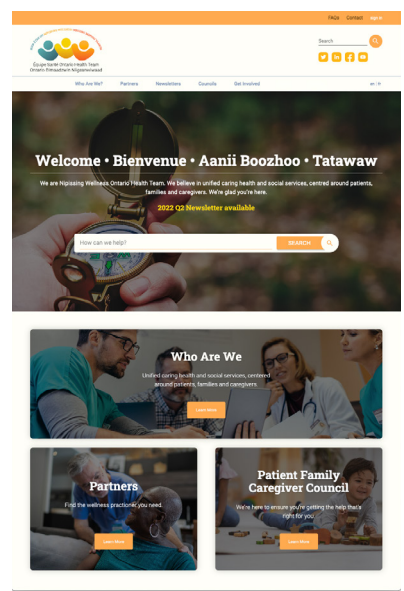 FAQs Contact Sign In
Search
Équipe Santé Ontario Health Team
Who Are We? Partners Newsletters Councils Get Involved en | fr
Welcome • Bienvenue • Aanii Boozhoo • Tatawaw
We are Nipissing Wellness Ontario Health Team. We believe in unified caring health and social services, centred around patients,
families and caregivers. We're glad you're here.
2022 Q2 Newsletter available
How can we help? SEARCH
Who Are We
Unified caring health and social services, centered
around patients, families and caregivers.
Learn More
Partners
Find the wellness practitioner you need.
Learn More
Patient Family
Caregiver Council
We're here to ensure you're getting the help that's
right for you.
Learn More